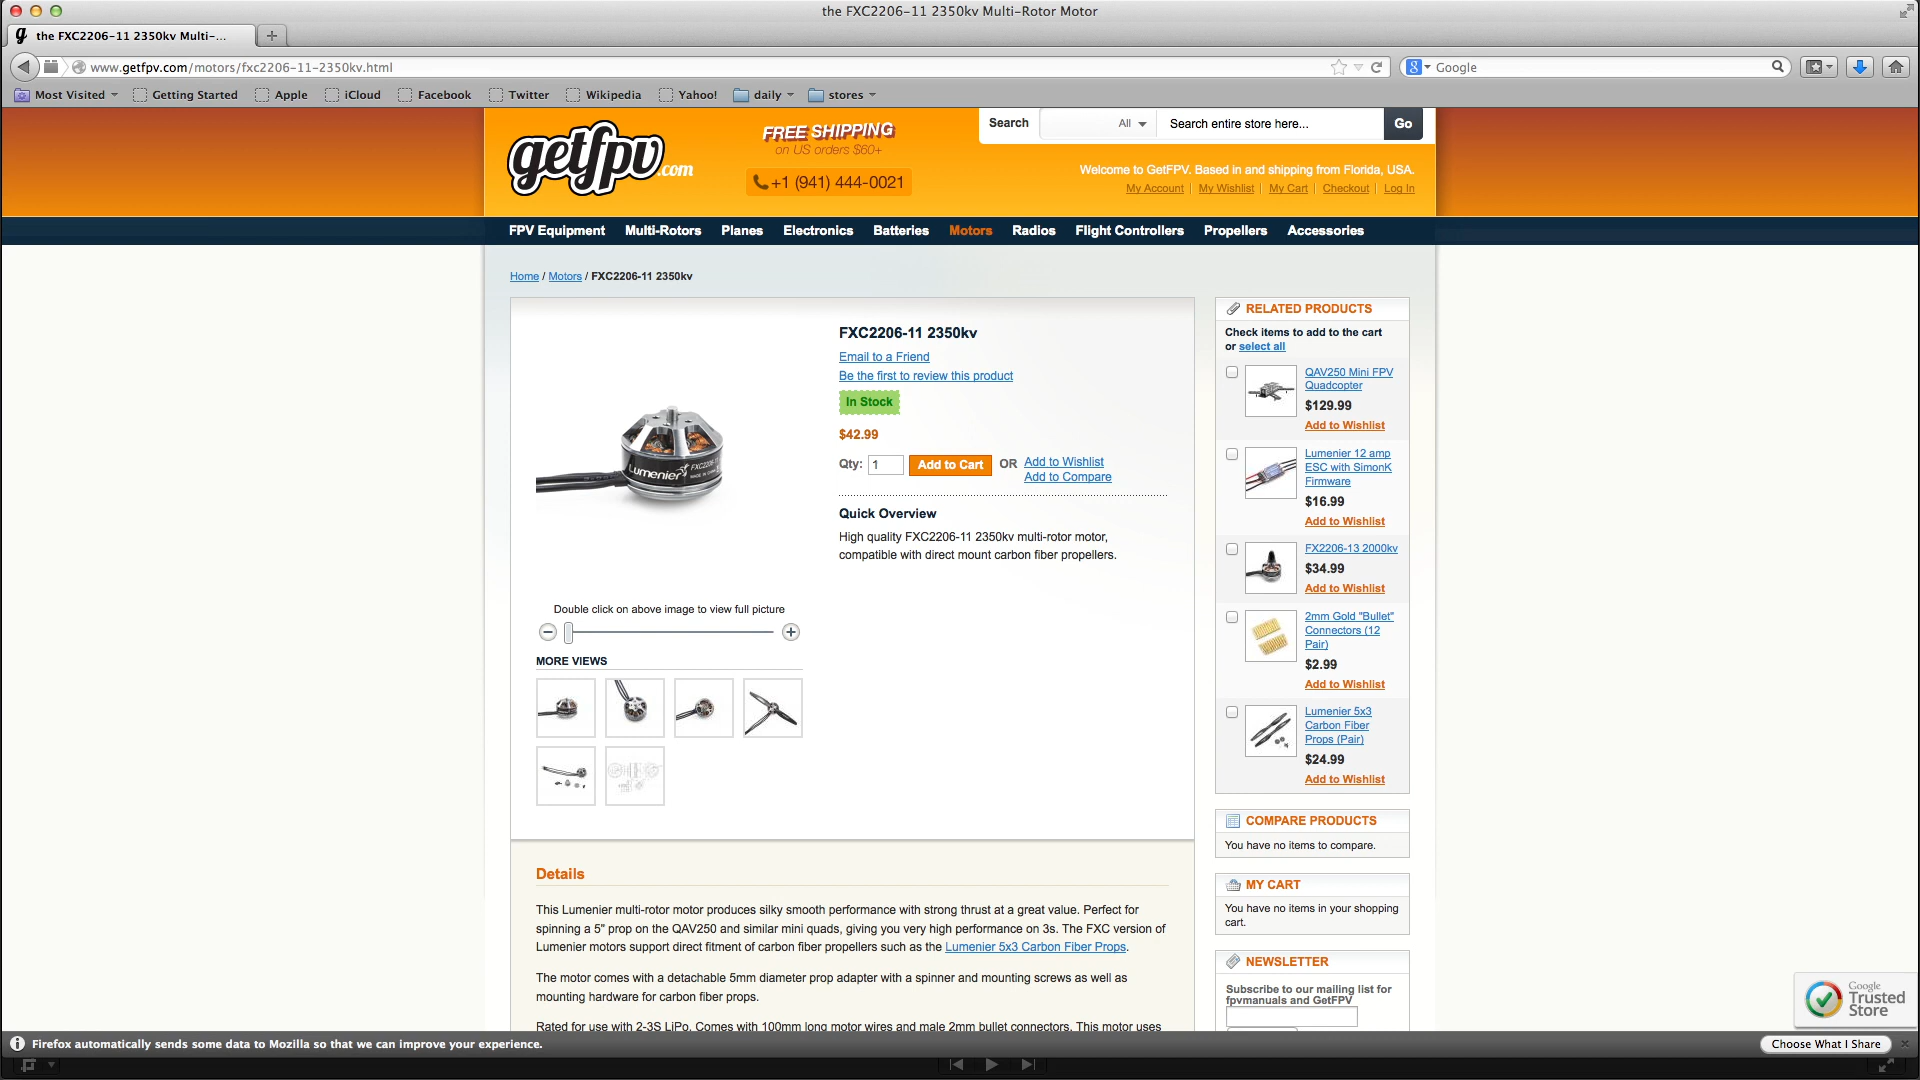 the FXC2206-11 2350kv Multi-Rotor Motor
the FXC2206-11 2350kv Multi-...
www.getfpv.com/motors/fxc2206-11-2350kv.html
Google
Most Visited Getting Started Apple iCloud Facebook Twitter Wikipedia Yahoo! daily stores
getfpv.com
FREE SHIPPING
on US orders $60+
+1 (941) 444-0021
Search All Search entire store here... Go
Welcome to GetFPV. Based in and shipping from Florida, USA.
My Account My Wishlist My Cart Checkout Log In
FPV Equipment Multi-Rotors Planes Electronics Batteries Motors Radios Flight Controllers Propellers Accessories
Home / Motors / FXC2206-11 2350kv
FXC2206-11 2350kv
Email to a Friend
Be the first to review this product
In Stock
$42.99
Qty: 1 Add to Cart OR Add to Wishlist
Add to Compare
Quick Overview
High quality FXC2206-11 2350kv multi-rotor motor,
compatible with direct mount carbon fiber propellers.
Lumenier FXC2206-11
MADE IN CHINA
Double click on above image to view full picture
MORE VIEWS
Details
This Lumenier multi-rotor motor produces silky smooth performance with strong thrust at a great value. Perfect for
spinning a 5" prop on the QAV250 and similar mini quads, giving you very high performance on 3s. The FXC version of
Lumenier motors support direct fitment of carbon fiber propellers such as the Lumenier 5x3 Carbon Fiber Props.
The motor comes with a detachable 5mm diameter prop adapter with a spinner and mounting screws as well as
mounting hardware for carbon fiber props.
Rated for use with 2-3S LiPo. Comes with 100mm long motor wires and male 2mm bullet connectors. This motor uses
RELATED PRODUCTS
Check items to add to the cart
or select all
QAV250 Mini FPV
Quadcopter
$129.99
Add to Wishlist
Lumenier 12 amp
ESC with SimonK
Firmware
$16.99
Add to Wishlist
FX2206-13 2000kv
$34.99
Add to Wishlist
2mm Gold "Bullet"
Connectors (12
Pair)
$2.99
Add to Wishlist
Lumenier 5x3
Carbon Fiber
Props (Pair)
$24.99
Add to Wishlist
COMPARE PRODUCTS
You have no items to compare.
MY CART
You have no items in your shopping
cart.
NEWSLETTER
Subscribe to our mailing list for
fpvmanuals and GetFPV
Google
Trusted
Store
Firefox automatically sends some data to Mozilla so that we can improve your experience.
Choose What I Share